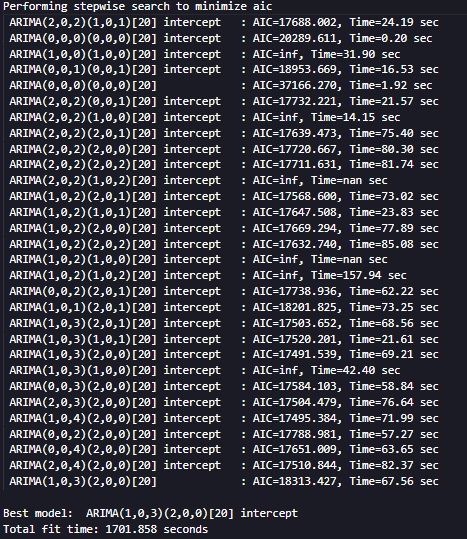 Performing stepwise search to minimize aic
ARIMA(2,0,2)(1,0,1)[20] intercept : AIC=17688.002, Time=24.19 sec
ARIMA(0,0,0)(0,0,0)[20] intercept : AIC=20289.611, Time=0.20 sec
ARIMA(1,0,0)(1,0,0)[20] intercept : AIC=inf, Time=31.90 sec
ARIMA(0,0,1)(0,0,1)[20] intercept : AIC=18953.669, Time=16.53 sec
ARIMA(0,0,0)(0,0,0)[20] : AIC=37166.270, Time=1.92 sec
ARIMA(2,0,2)(0,0,1)[20] intercept : AIC=17732.221, Time=21.57 sec
ARIMA(2,0,2)(1,0,0)[20] intercept : AIC=inf, Time=14.15 sec
ARIMA(2,0,2)(2,0,1)[20] intercept : AIC=17639.473, Time=75.40 sec
ARIMA(2,0,2)(2,0,0)[20] intercept : AIC=17720.667, Time=80.30 sec
ARIMA(2,0,2)(2,0,2)[20] intercept : AIC=17711.631, Time=81.74 sec
ARIMA(2,0,2)(1,0,2)[20] intercept : AIC=inf, Time=nan sec
ARIMA(1,0,2)(2,0,1)[20] intercept : AIC=17568.600, Time=73.02 sec
ARIMA(1,0,2)(1,0,1)[20] intercept : AIC=17647.508, Time=23.83 sec
ARIMA(1,0,2)(2,0,0)[20] intercept : AIC=17669.294, Time=77.89 sec
ARIMA(1,0,2)(2,0,2)[20] intercept : AIC=17632.740, Time=85.08 sec
ARIMA(1,0,2)(1,0,0)[20] intercept : AIC=inf, Time=nan sec
ARIMA(1,0,2)(1,0,2)[20] intercept : AIC=inf, Time=157.94 sec
ARIMA(0,0,2)(2,0,1)[20] intercept : AIC=17738.936, Time=62.22 sec
ARIMA(1,0,1)(2,0,1)[20] intercept : AIC=18201.825, Time=73.25 sec
ARIMA(1,0,3)(2,0,1)[20] intercept : AIC=17503.652, Time=68.56 sec
ARIMA(1,0,3)(1,0,1)[20] intercept : AIC=17520.201, Time=21.61 sec
ARIMA(1,0,3)(2,0,0)[20] intercept : AIC=17491.539, Time=69.21 sec
ARIMA(1,0,3)(1,0,0)[20] intercept : AIC=inf, Time=42.40 sec
ARIMA(0,0,3)(2,0,0)[20] intercept : AIC=17584.103, Time=58.84 sec
ARIMA(2,0,3)(2,0,0)[20] intercept : AIC=17504.479, Time=76.64 sec
ARIMA(1,0,4)(2,0,0)[20] intercept : AIC=17495.384, Time=71.99 sec
ARIMA(0,0,2)(2,0,0)[20] intercept : AIC=17788.981, Time=57.27 sec
ARIMA(0,0,4)(2,0,0)[20] intercept : AIC=17651.009, Time=63.65 sec
ARIMA(2,0,4)(2,0,0)[20] intercept : AIC=17510.844, Time=82.37 sec
ARIMA(1,0,3)(2,0,0)[20] : AIC=18313.427, Time=67.56 sec
Best model: ARIMA(1,0,3)(2,0,0)[20] intercept
Total fit time: 1701.858 seconds